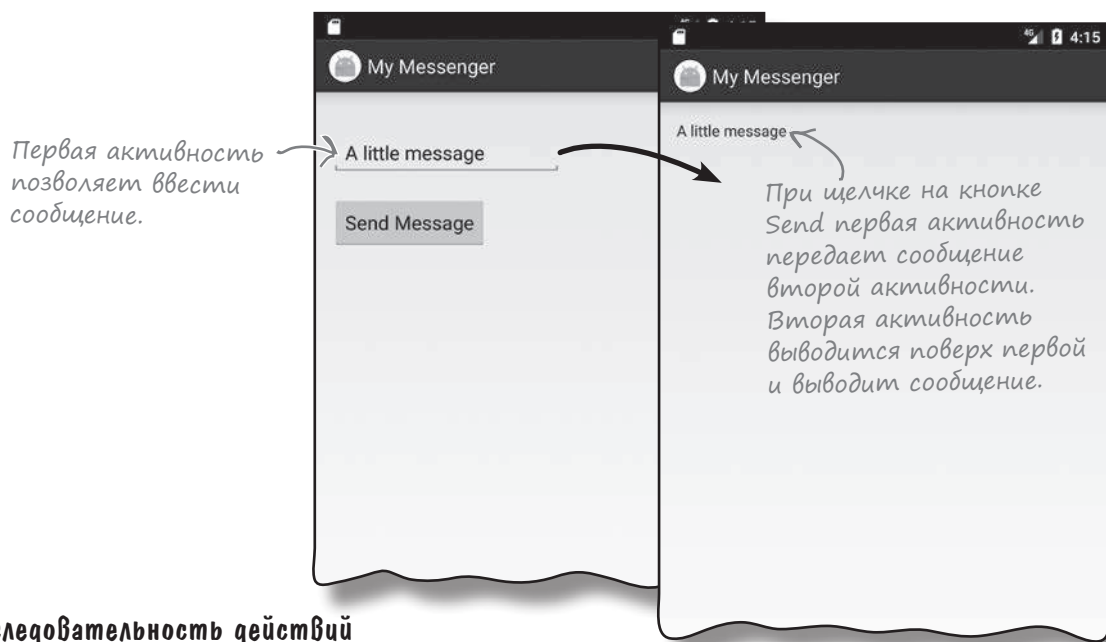 4:15
My Messenger
My Messenger
Первая активность
позволяет ввести
сообщение.
A little message
Send Message
A little message
При щелчке на кнопке
Send первая активность
передает сообщение
второй активности.
Вторая активность
выводится поверх первой
и выводит сообщение.
действий